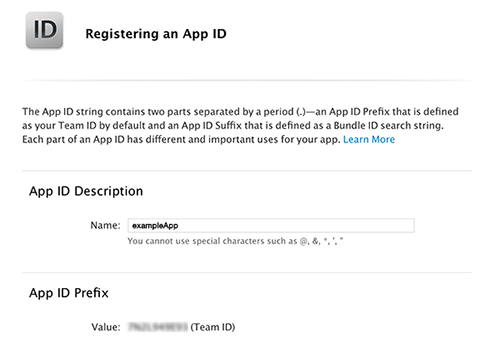 ID
Registering an App ID
The App ID string contains two parts separated by a period (.)—an App ID Prefix that is defined
as your Team ID by default and an App ID Suffix that is defined as a Bundle ID search string.
Each part of an App ID has different and important uses for your app. Learn More
App ID Description
Name: exampleApp
You cannot use special characters such as @, &, *, ', "
App ID Prefix
Value: (Team ID)